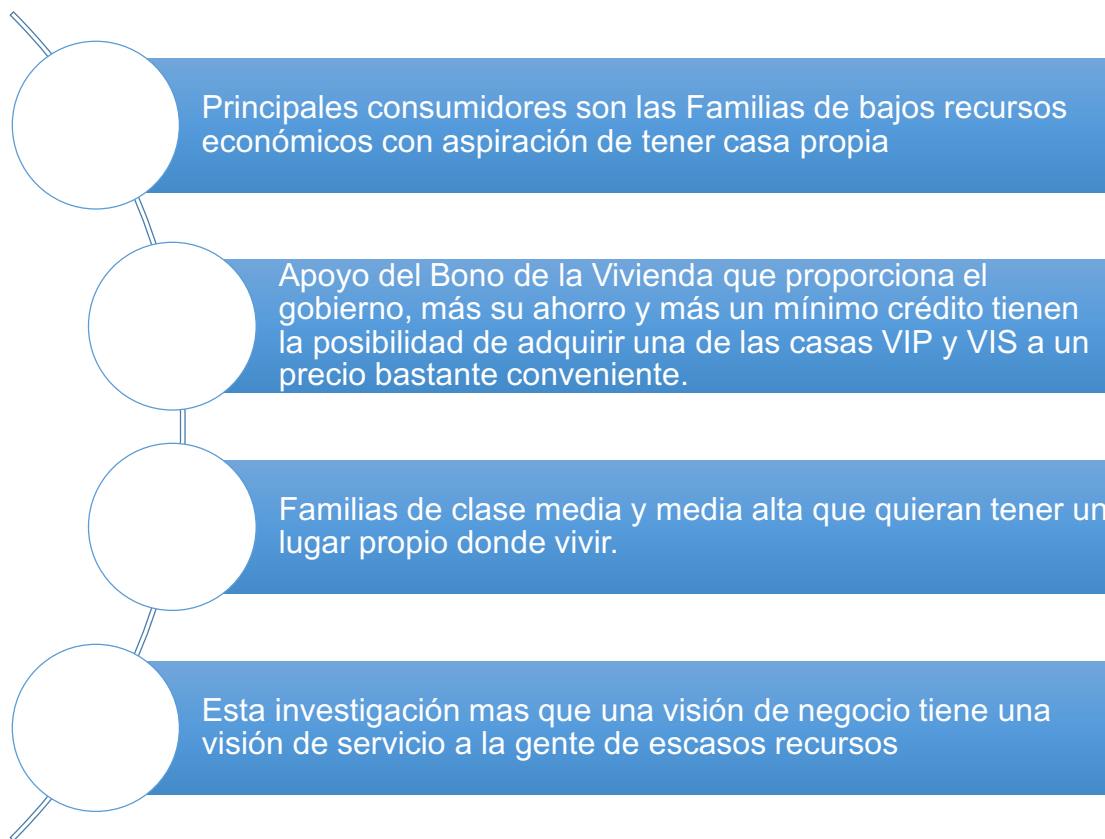 Principales consumidores son las Familias de bajos recursos
económicos con aspiración de tener casa propia
Apoyo del Bono de la Vivienda que proporciona el
gobierno, más su ahorro y más un mínimo crédito tienen
la posibilidad de adquirir una de las casas VIP y VIS a un
precio bastante conveniente.
Familias de clase media y media alta que quieran tener un
lugar propio donde vivir.
Esta investigación mas que una visión de negocio tiene una
visión de servicio a la gente de escasos recursos